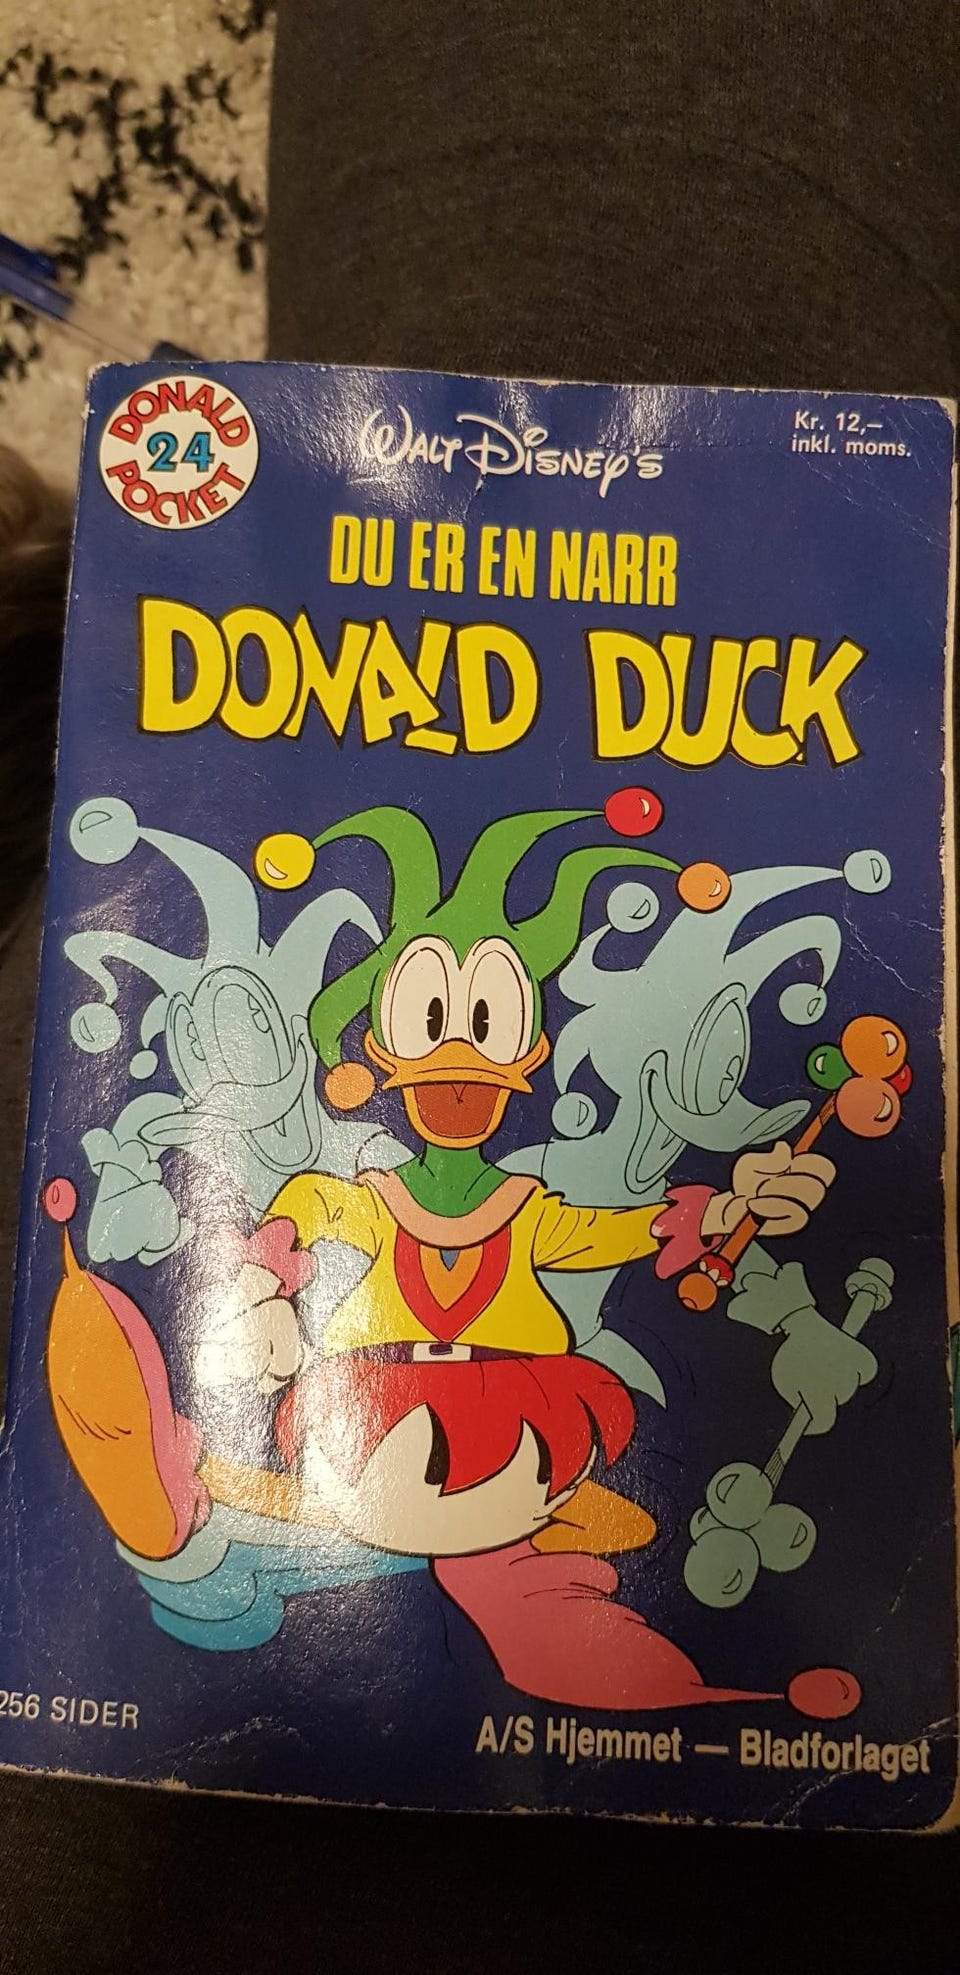 DONALD
24
POCKET
WALT DISNEY'S
Kr. 12,—
inkl. moms.
DU ER EN NARR
DONALD DUCK
256 SIDER
A/S Hjemmet — Bladforlaget